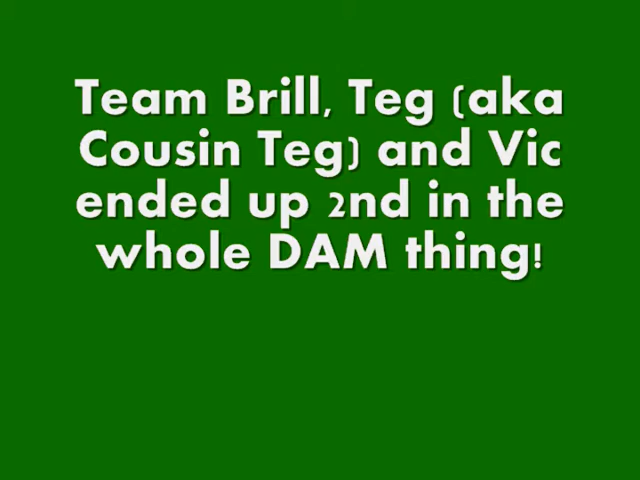 Team Brill, Teg (aka
Cousin Teg) and Vic
ended up 2nd in the
whole DAM thing!